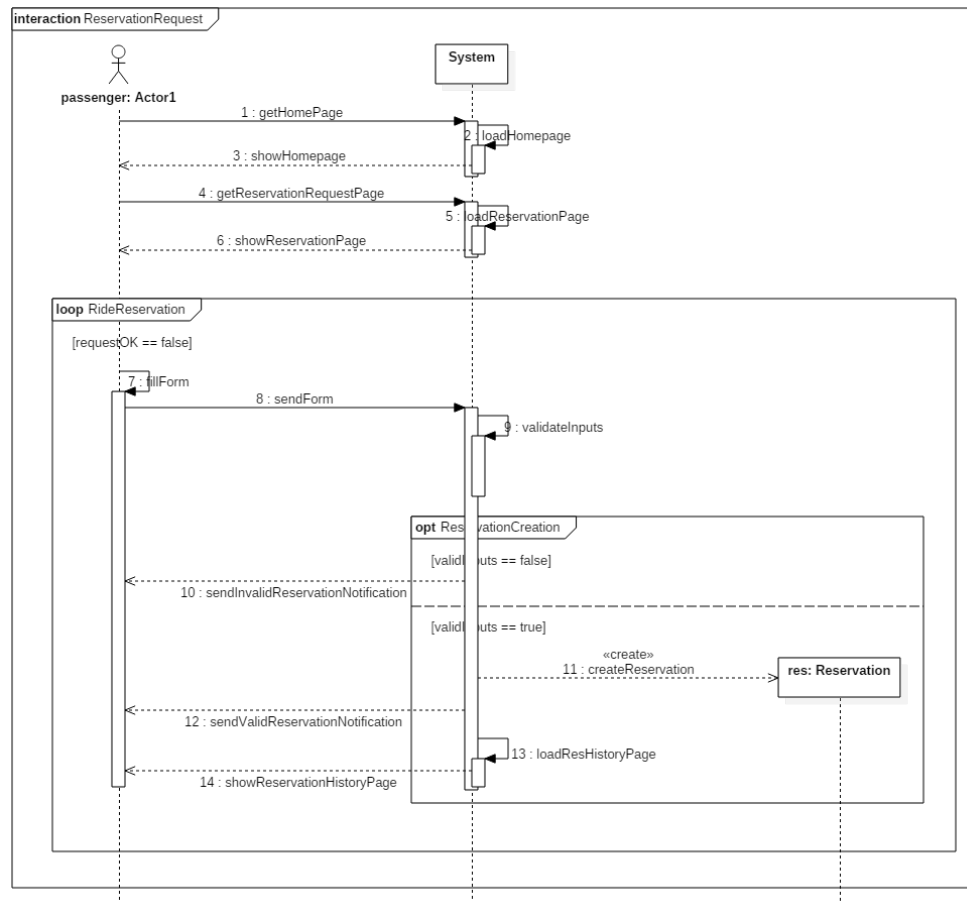 interaction ReservationRequest
System
passenger: Actor1
1 : getHomePage
2 : loadHomepage
3 : showHomepage
4 : getReservationRequestPage
5 : loadReservationPage
6 : showReservationPage
loop RideReservation
[requestOK == false]
7 : fillForm
8 : sendForm
9 : validateInputs
opt ReservationCreation
[validInputs == false]
10 : sendInvalidReservationNotification
[validInputs == true]
«create»
11 : createReservation
res: Reservation
12 : sendValidReservationNotification
13 : loadResHistoryPage
14 : showReservationHistoryPage